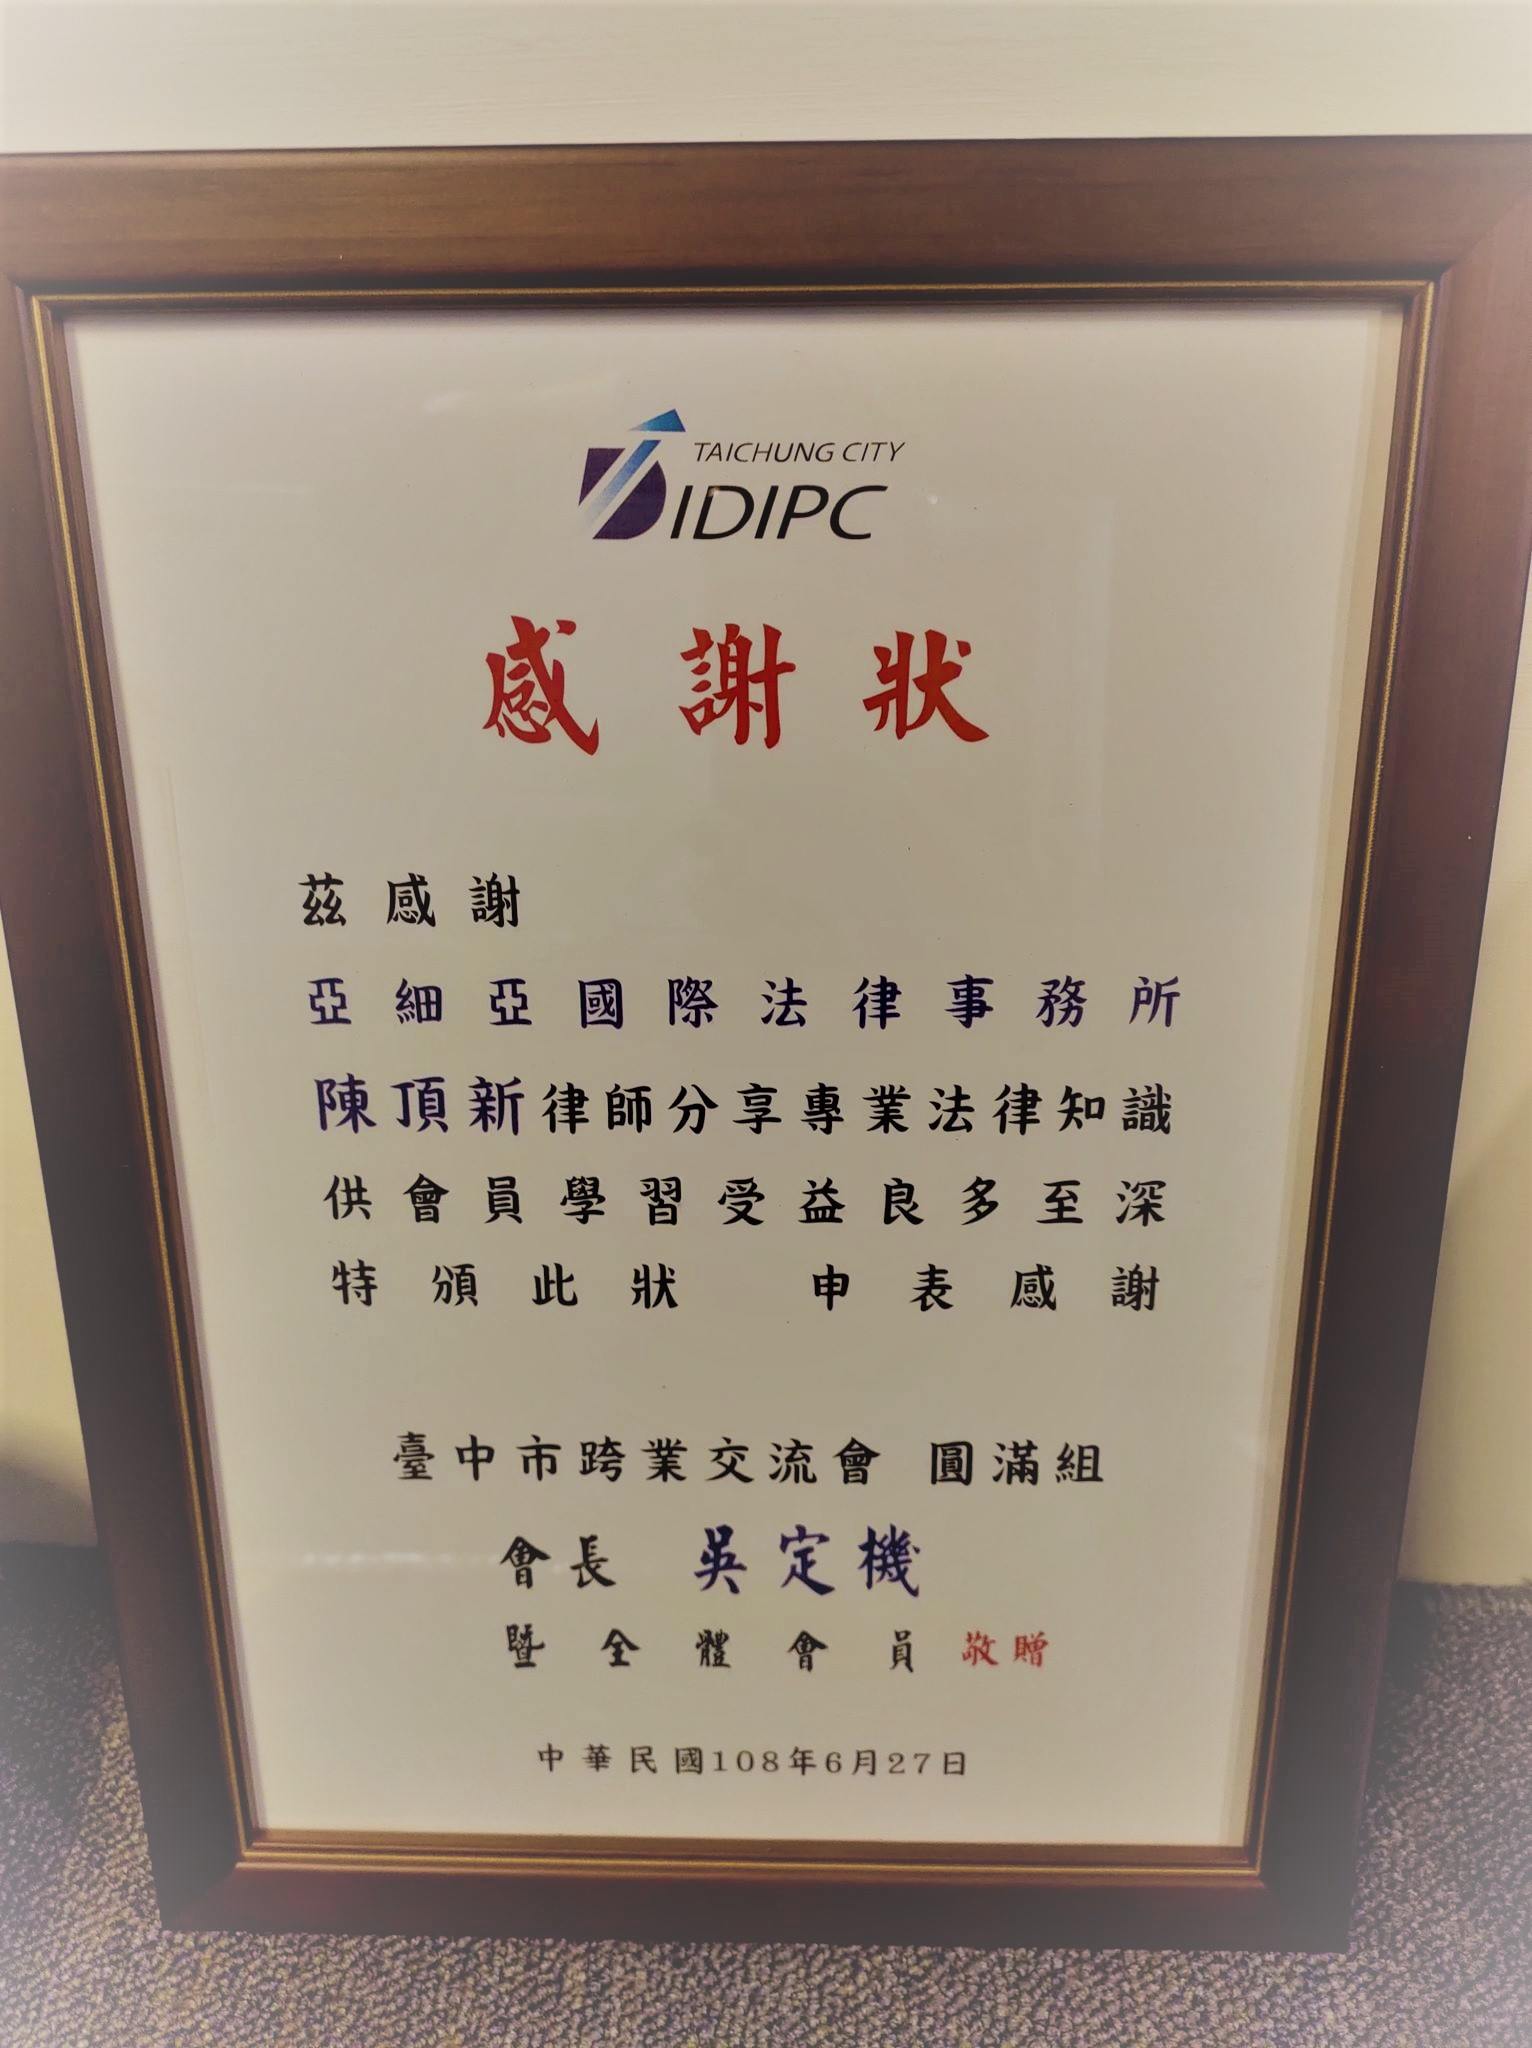 TAICHUNG CITY
IDIPC
感謝狀
茲感謝
亞細亞國際法律事務所
陳頂新律師分享專業法律知識
供會員學習受益良多至深
特頒此狀 申表感謝
臺中市跨業交流會 圓滿組
會長 吳定機
暨全體會員敬贈
中華民國108年6月27日